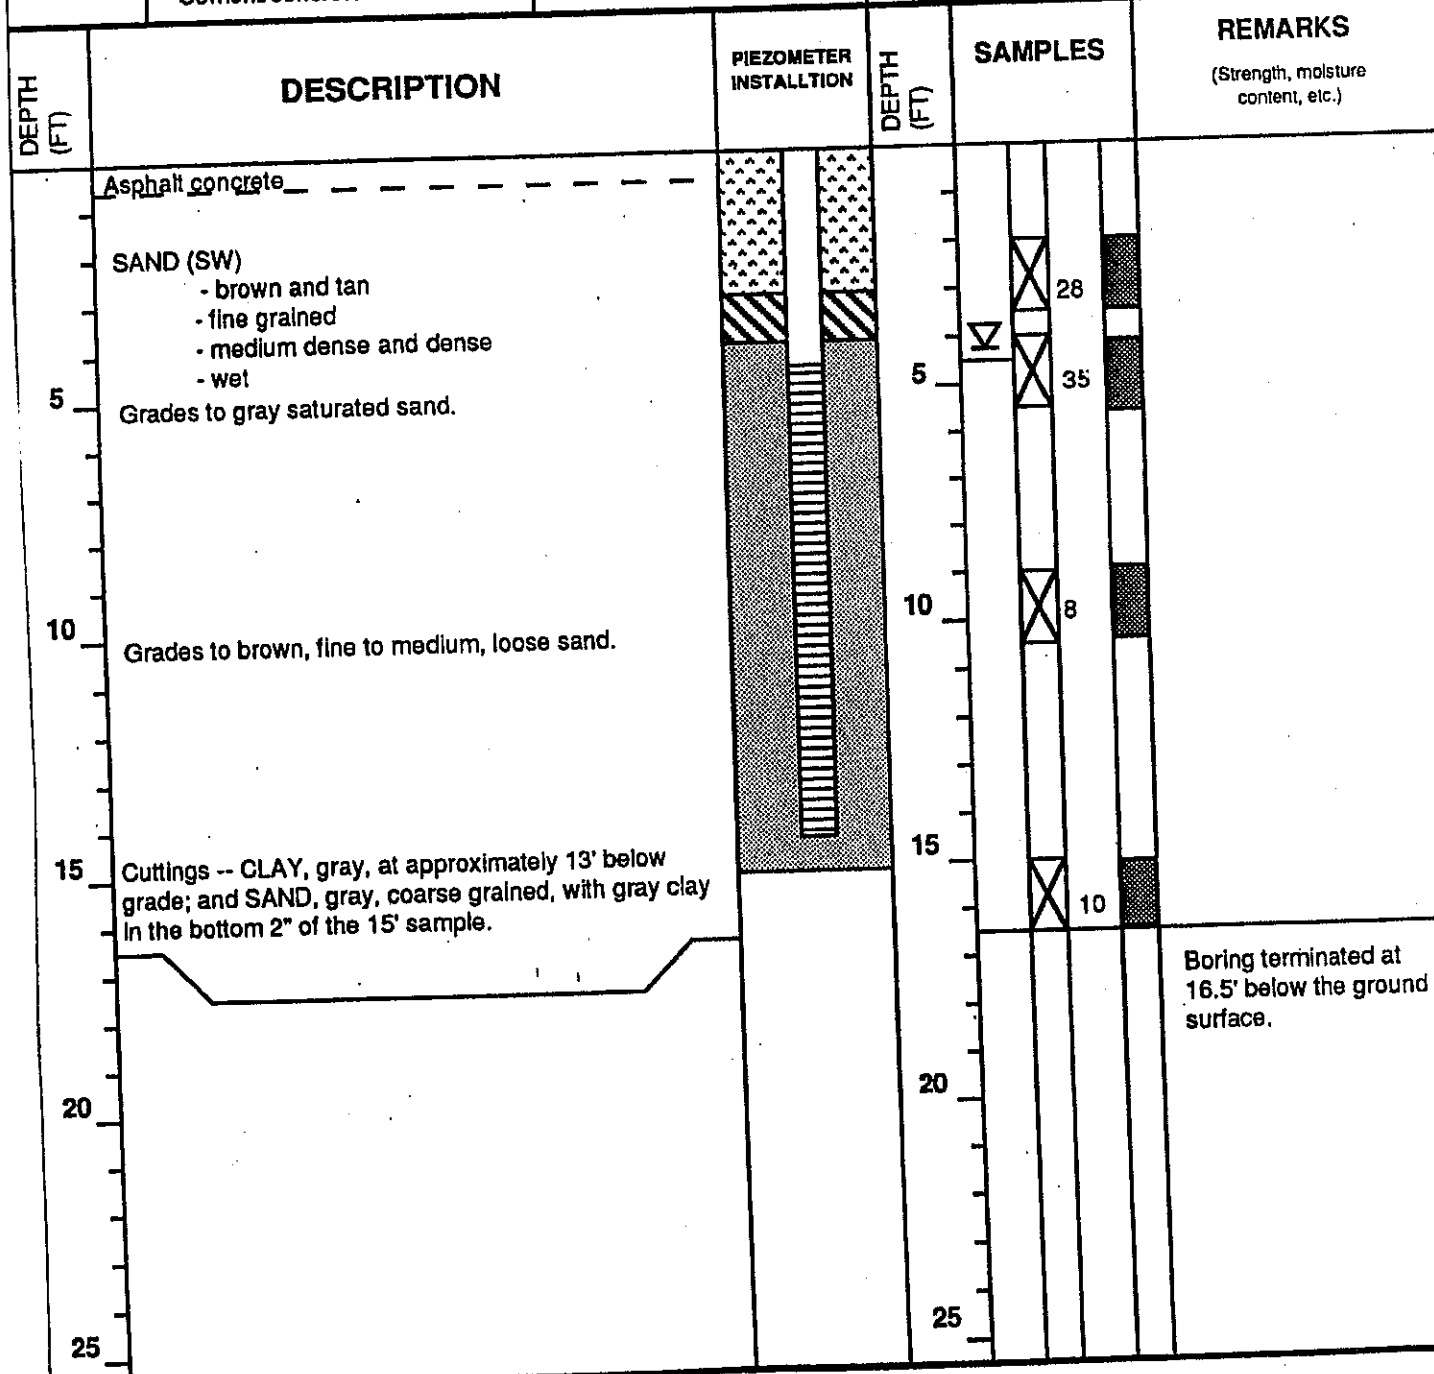 DEPTH (FT)
DESCRIPTION
PIEZOMETER
INSTALLTION
DEPTH (FT)
SAMPLES
REMARKS
(Strength, moisture
content, etc.)
Asphalt concrete
SAND (SW)
- brown and tan
- fine grained
- medium dense and dense
- wet
Grades to gray saturated sand.
Grades to brown, fine to medium, loose sand.
Cuttings -- CLAY, gray, at approximately 13' below
grade; and SAND, gray, coarse grained, with gray clay
in the bottom 2" of the 15' sample.
5
10
15
20
25
5
10
15
20
25
28
35
8
10
Boring terminated at
16.5' below the ground
surface.